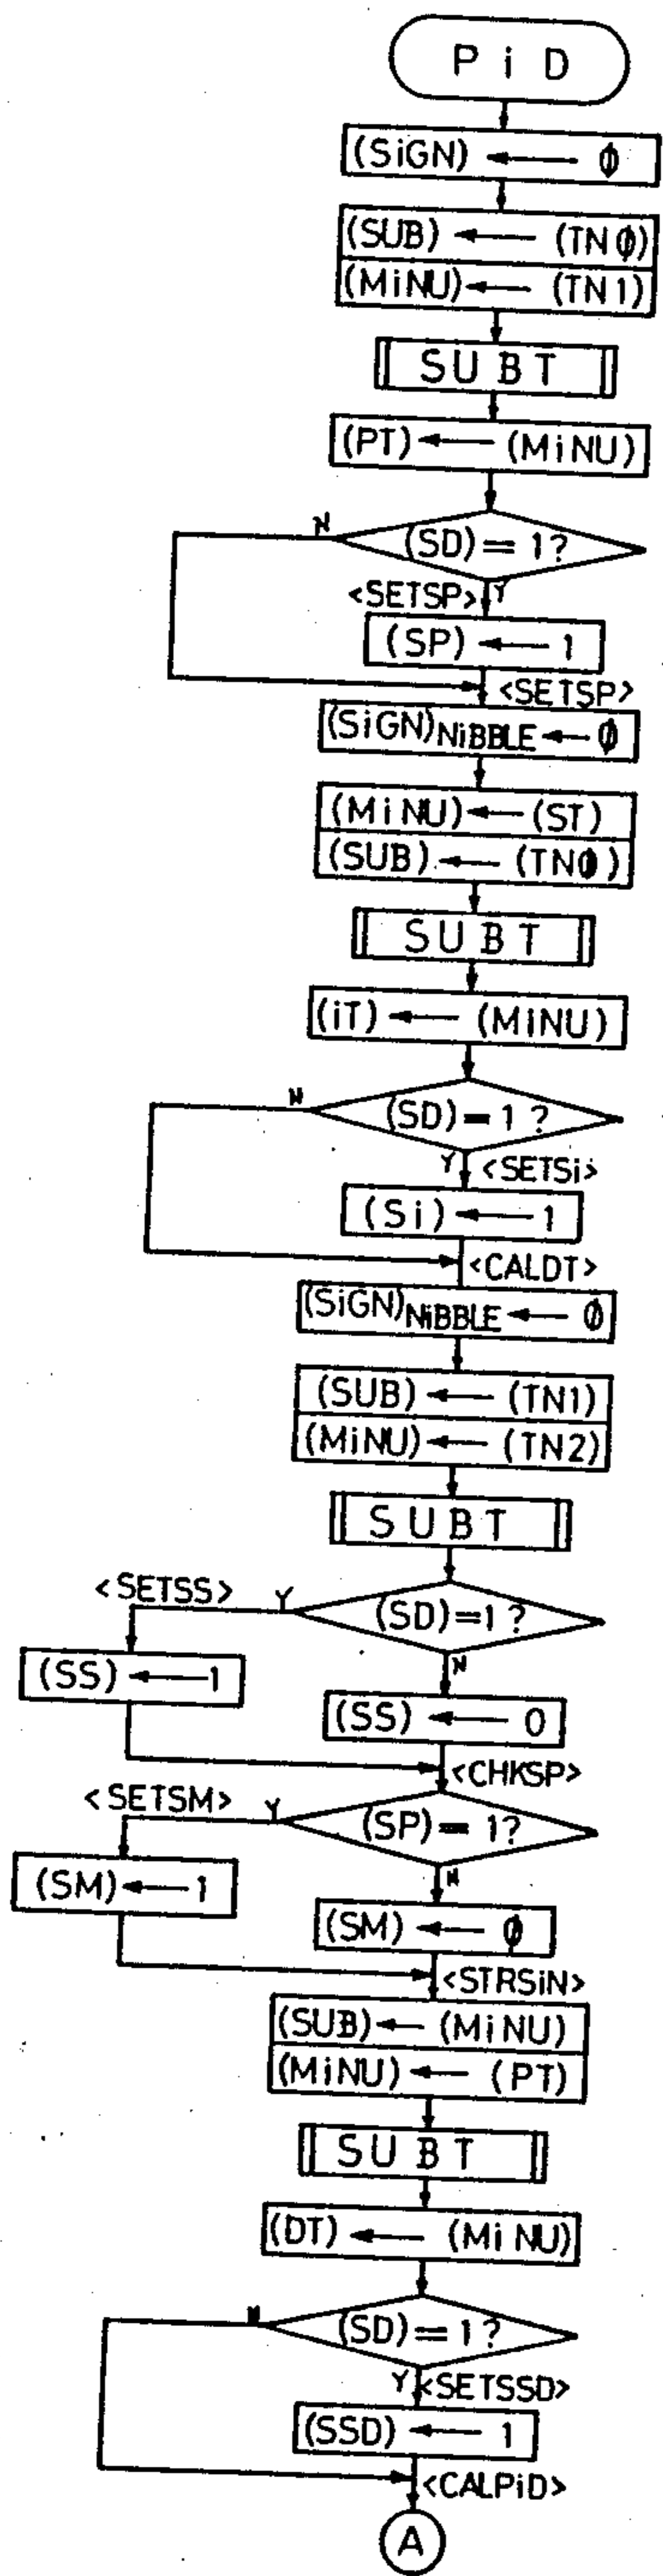 PiD
(SiGN) ← φ
(SUB) ← (TNφ)
(MiNU) ← (TN1)
SUBT
(PT) ← (MiNU)
N
(SD)=1?
<SETSP> Y
(SP) ← 1
<SETSP>
(SiGN)NiBBLE ← φ
(MiNU) ← (ST)
(SUB) ← (TNφ)
SUBT
(iT) ← (MiNU)
N
(SD)=1?
Y <SETSi>
(Si) ← 1
<CALDT>
(SiGN)NiBBLE ← φ
(SUB) ← (TN1)
(MiNU) ← (TN2)
SUBT
<SETSS> Y
(SD)=1?
N
(SS) ← 1
(SS) ← 0
<CHKSP>
<SETSM> Y
(SP)=1?
N
(SM) ← 1
(SM) ← φ
<STRSiN>
(SUB) ← (MiNU)
(MiNU) ← (PT)
SUBT
(DT) ← (MiNU)
N
(SD)=1?
Y <SETSSD>
(SSD) ← 1
<CALPiD>
A